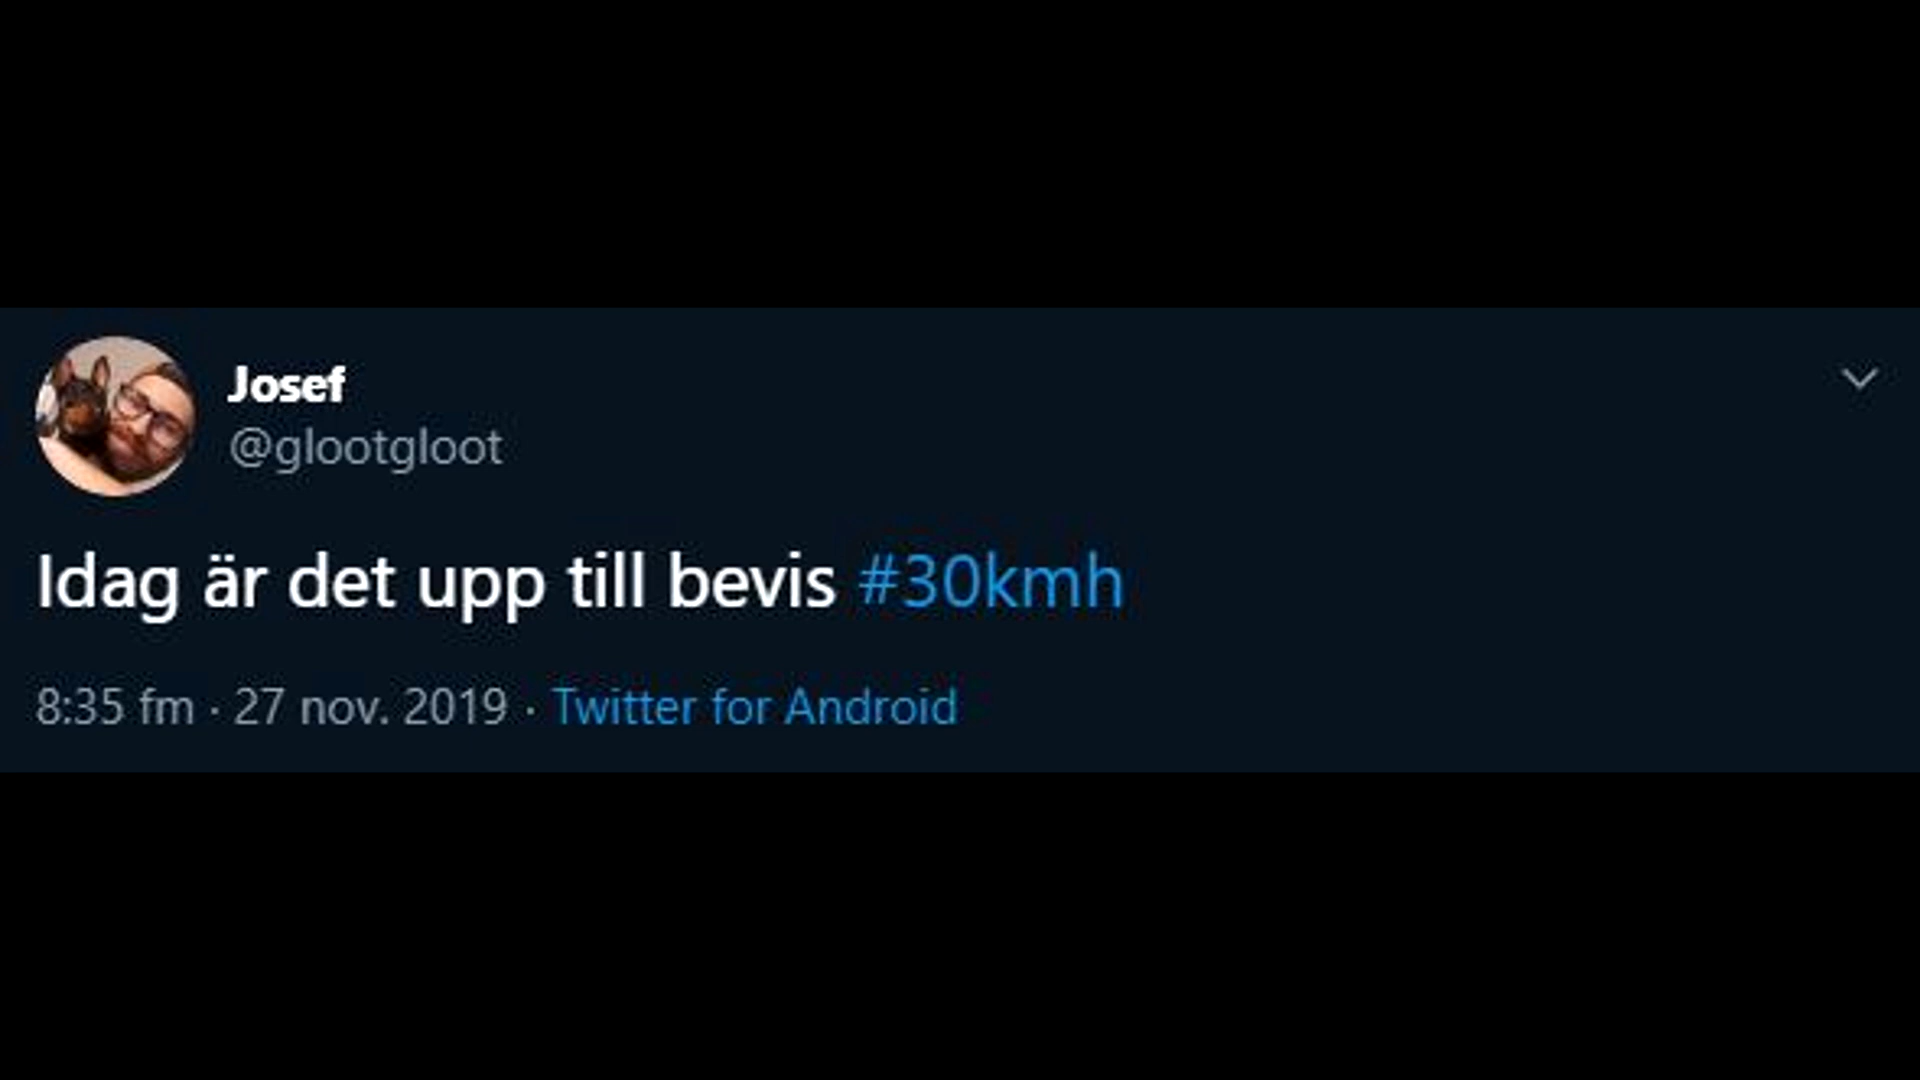 Josef
@glootgloot
Idag är det upp till bevis #30kmh
8:35 fm · 27 nov. 2019 · Twitter for Android